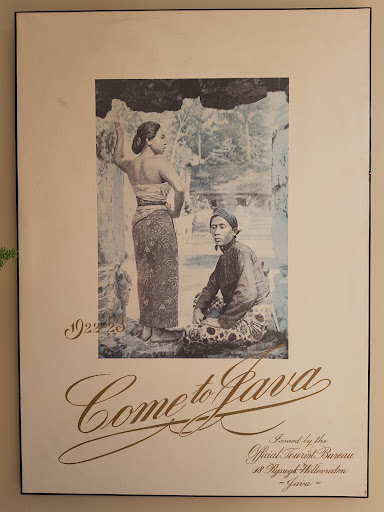 1922-23
Come to Java
Issued by the
Official Tourist Bureau
18 Rijswijk-Weltevreden
- Java -